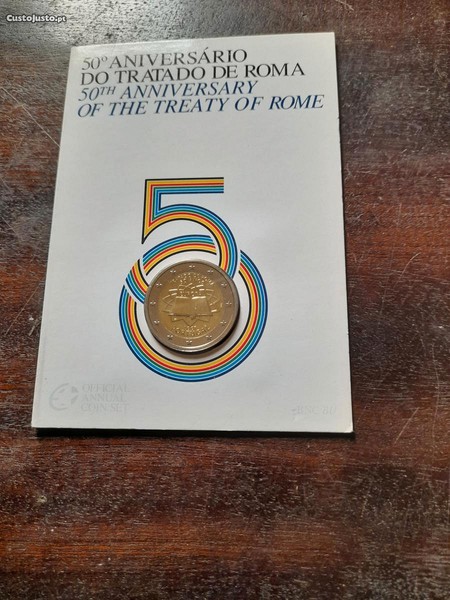 CustoJusto.pt
50º ANIVERSÁRIO
DO TRATADO DE ROMA
50TH ANNIVERSARY
OF THE TREATY OF ROME
5
OFFICIAL
ANNUAL
COIN SET